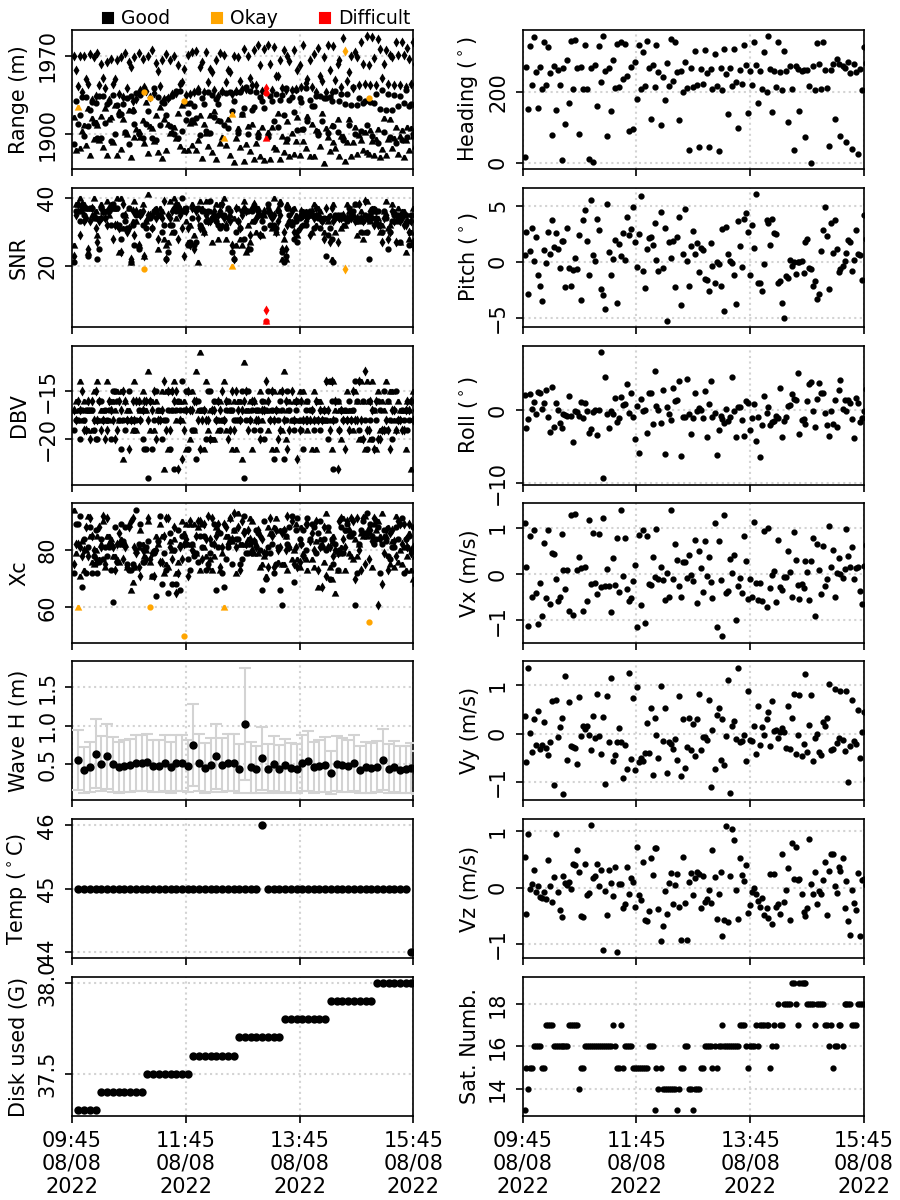 Good Okay Difficult
Range (m)
1970
1900
Heading (°)
200
0
SNR
40
20
Pitch (°)
5
0
−5
DBV
−15
−20
Roll (°)
0
−10
Xc
80
60
Vx (m/s)
1
0
−1
Wave H (m)
1.5
1.0
0.5
Vy (m/s)
1
0
−1
Temp (°C)
46
45
44
Vz (m/s)
1
0
−1
Disk used (G)
38.0
37.5
Sat. Numb.
18
16
14
09:45 11:45 13:45 15:45 09:45 11:45 13:45 15:45
08/08 08/08 08/08 08/08 08/08 08/08 08/08 08/08
2022 2022 2022 2022 2022 2022 2022 2022